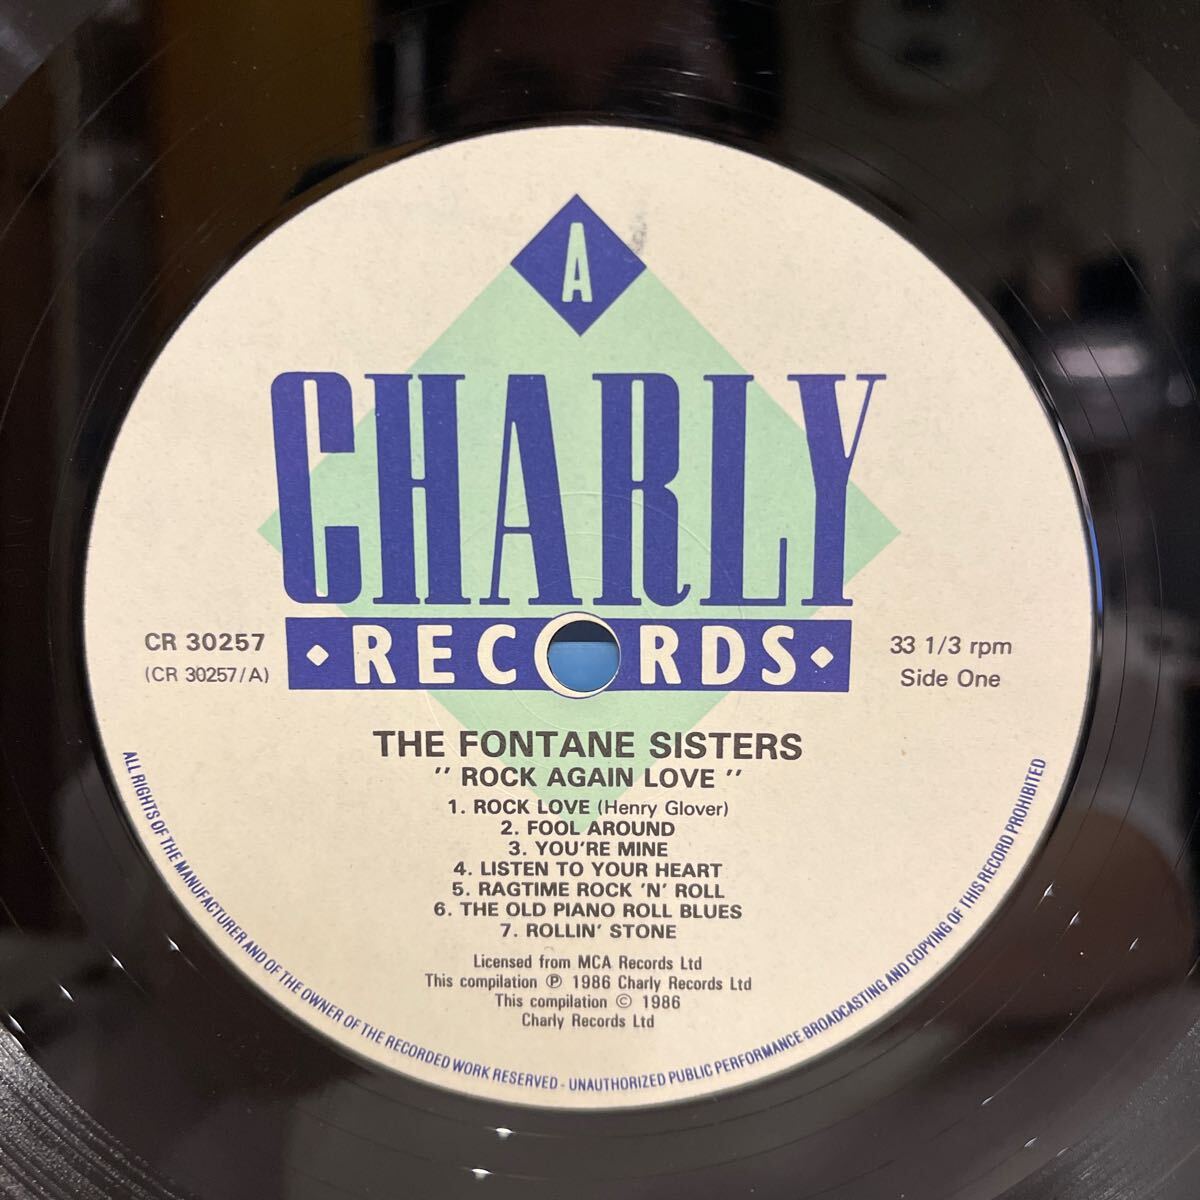 A
CHARLY
RECORDS
CR 30257
(CR 30257/A)
33 1/3 rpm
Side One
THE FONTANE SISTERS
" ROCK AGAIN LOVE "
1. ROCK LOVE (Henry Glover)
2. FOOL AROUND
3. YOU'RE MINE
4. LISTEN TO YOUR HEART
5. RAGTIME ROCK 'N' ROLL
6. THE OLD PIANO ROLL BLUES
7. ROLLIN' STONE
Licensed from MCA Records Ltd
This compilation ℗ 1986 Charly Records Ltd
This compilation © 1986
Charly Records Ltd
ALL RIGHTS OF THE MANUFACTURER AND OF THE OWNER OF THE RECORDED WORK RESERVED - UNAUTHORIZED PUBLIC PERFORMANCE BROADCASTING AND COPYING OF THIS RECORD PROHIBITED